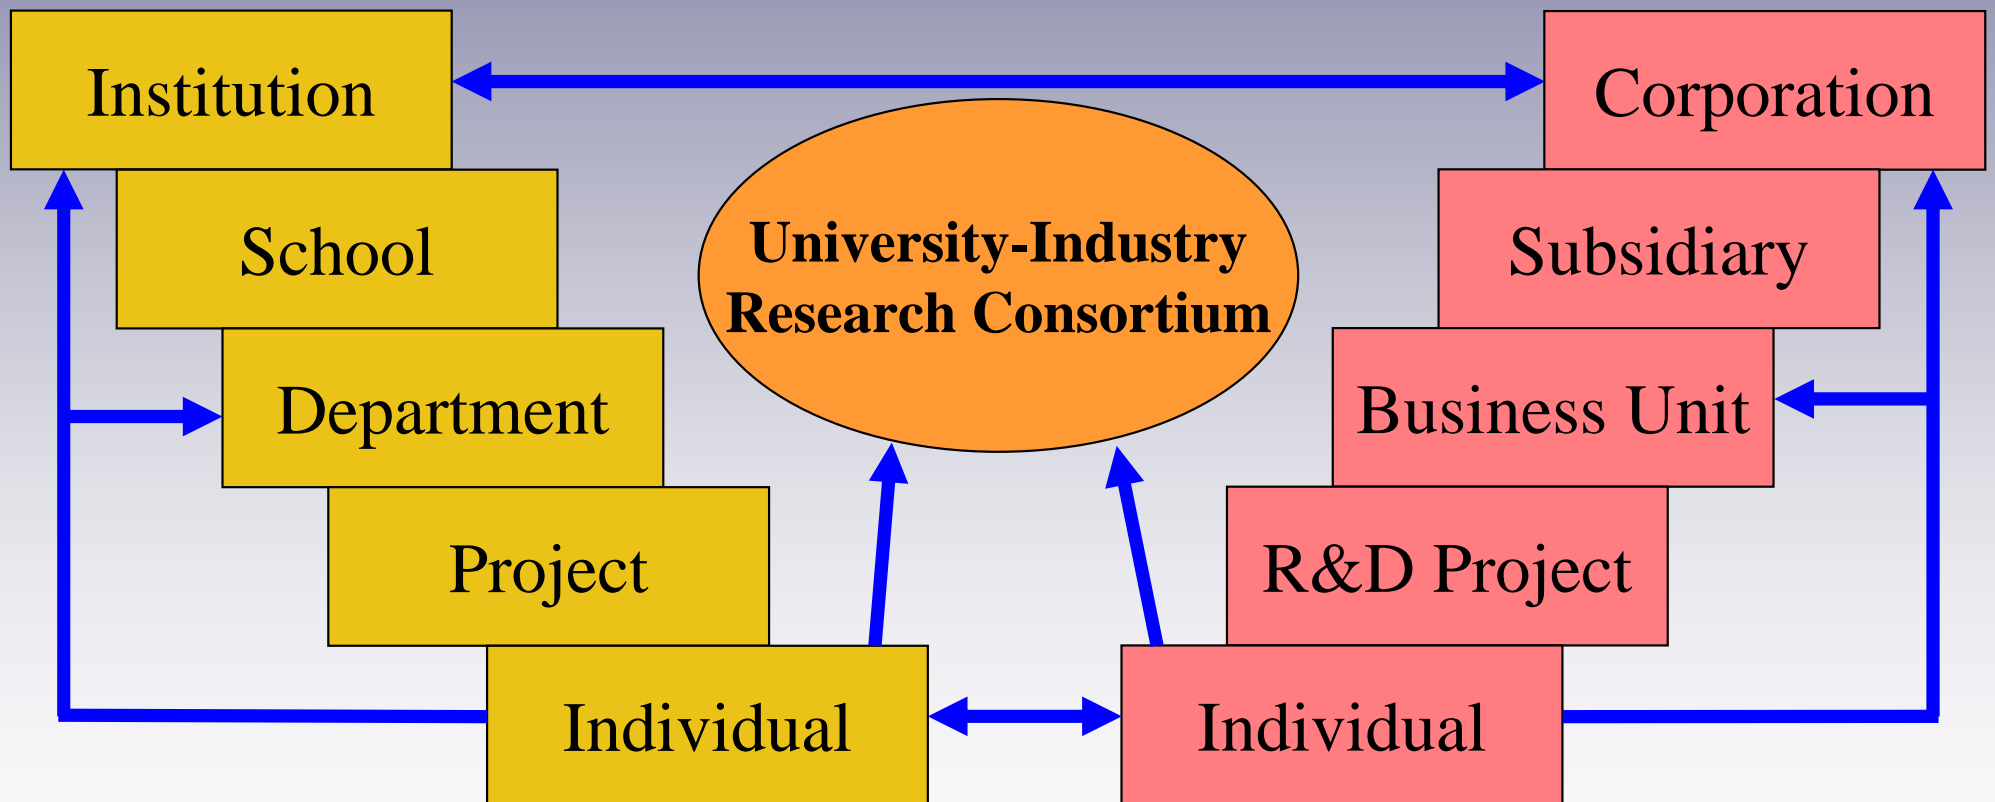 Institution
Corporation
School
University-Industry
Research Consortium
Subsidiary
Department
Business Unit
Project
R&D Project
Individual
Individual